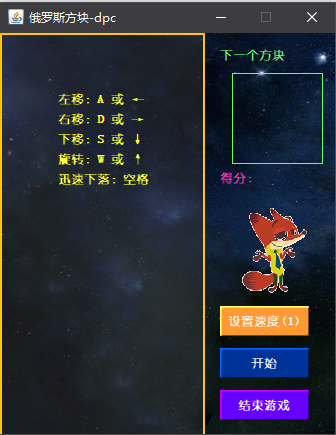 俄罗斯方块-dpc
下一个方块
左移: A 或 ←
右移: D 或 →
下移: S 或 ↓
旋转: W 或 ↑
迅速下落: 空格
得分:
设置速度(1)
开始
结束游戏